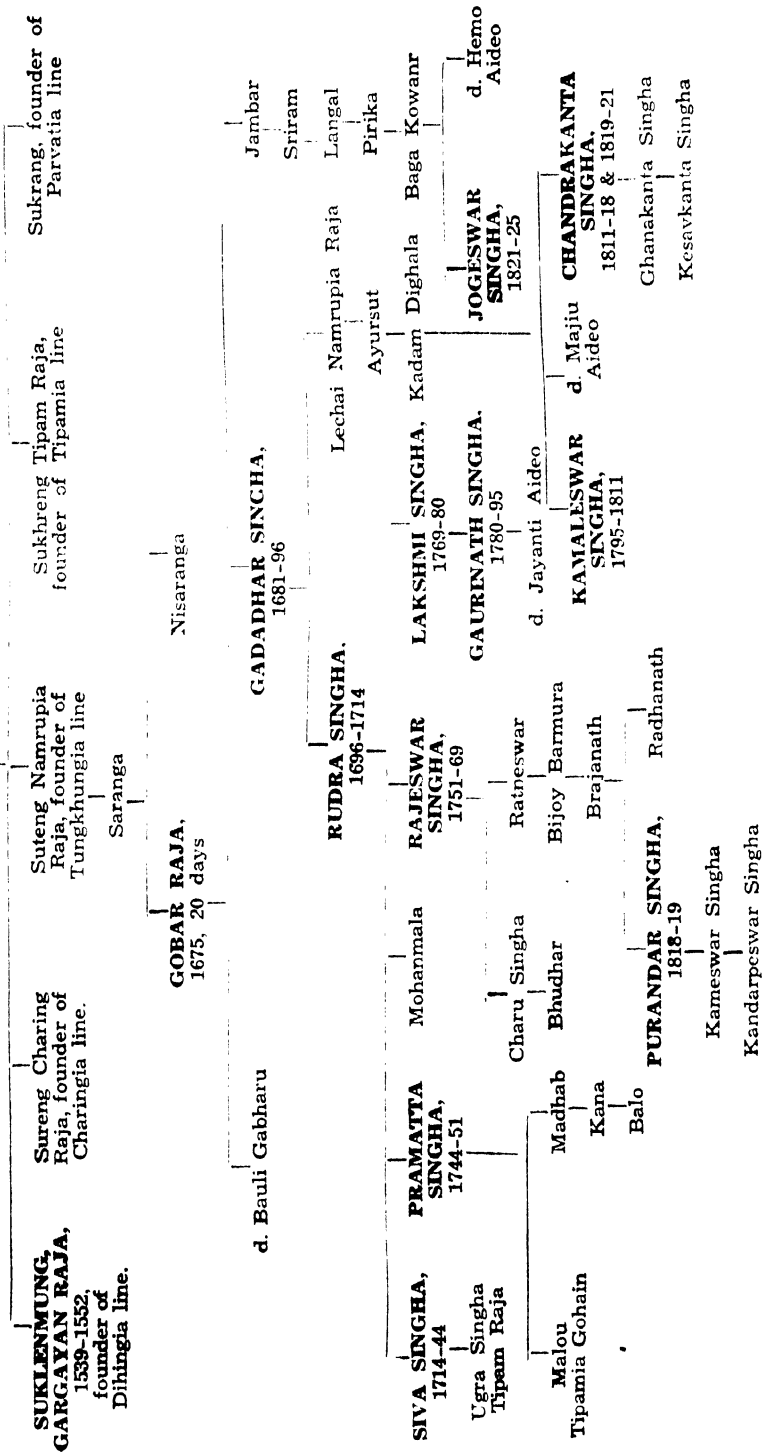 SUKLENMUNG,
GARGAYAN RAJA,
1539-1552,
founder of
Dihingia line.
Sureng Charing
Raja, founder of
Charingia line.
Suteng Namrupia
Raja, founder of
Tungkhungia line
Sukhreng Tipam Raja,
founder of Tipamia line
Sukrang, founder of
Parvatia line
Saranga
GOBAR RAJA,
1675, 20 days
Nisaranga
d. Bauli Gabharu
GADADHAR SINGHA,
1681-96
Jambar
Sriram
Langal
Pirika
RUDRA SINGHA.
1696-1714
Lechai Namrupia Raja
Ayursut
SIVA SINGHA,
1714-44
Ugra Singha
Tipam Raja
PRAMATTA
SINGHA,
1744-51
Mohanmala
RAJESWAR
SINGHA,
1751-69
LAKSHMI SINGHA,
1769-80
GAURINATH SINGHA.
1780-95
d. Jayanti Aideo
Kadam Dighala
Baga Kowanr
JOGESWAR
SINGHA,
1821-25
d. Hemo
Aideo
Malou
Tipamia Gohain
Madhab
Kana
Balo
Charu Singha
Bhudhar
Ratneswar
Bijoy Barmura
Brajanath
KAMALESWAR
SINGHA,
1795-1811
d. Majiu
Aideo
CHANDRAKANTA
SINGHA,
1811-18 & 1819-21
Ghanakanta Singha
Kesavkanta Singha
PURANDAR SINGHA,
1818-19
Radhanath
Kameswar Singha
Kandarpeswar Singha